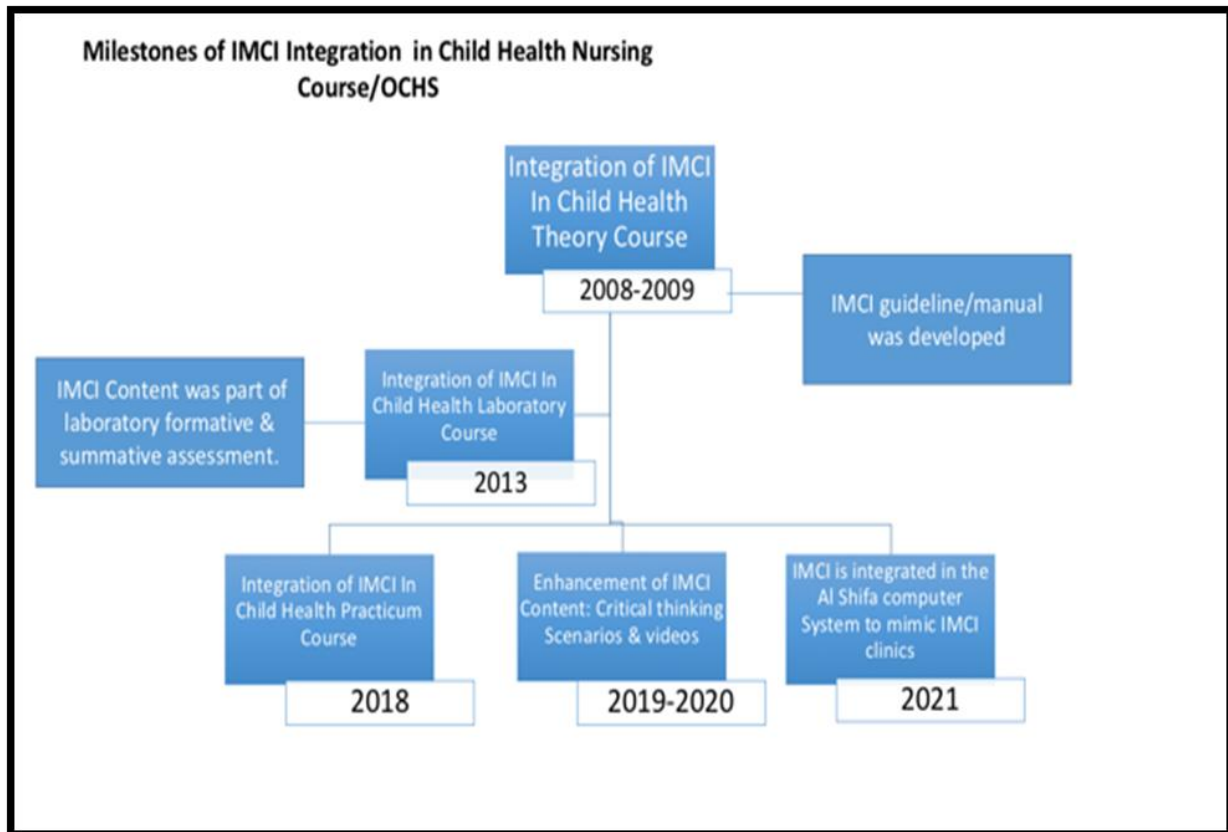 Milestones of IMCI Integration in Child Health Nursing
Course/OCHS
Integration of IMCI
In Child Health
Theory Course
2008-2009
IMCI guideline/manual
was developed
Integration of IMCI In
Child Health Laboratory
Course
2013
IMCI Content was part of
laboratory formative &
summative assessment.
Integration of IMCI In
Child Health Practicum
Course
2018
Enhancement of IMCI
Content: Critical thinking
Scenarios & videos
2019-2020
IMCI is integrated in the
Al Shifa computer
System to mimic IMCI
clinics
2021